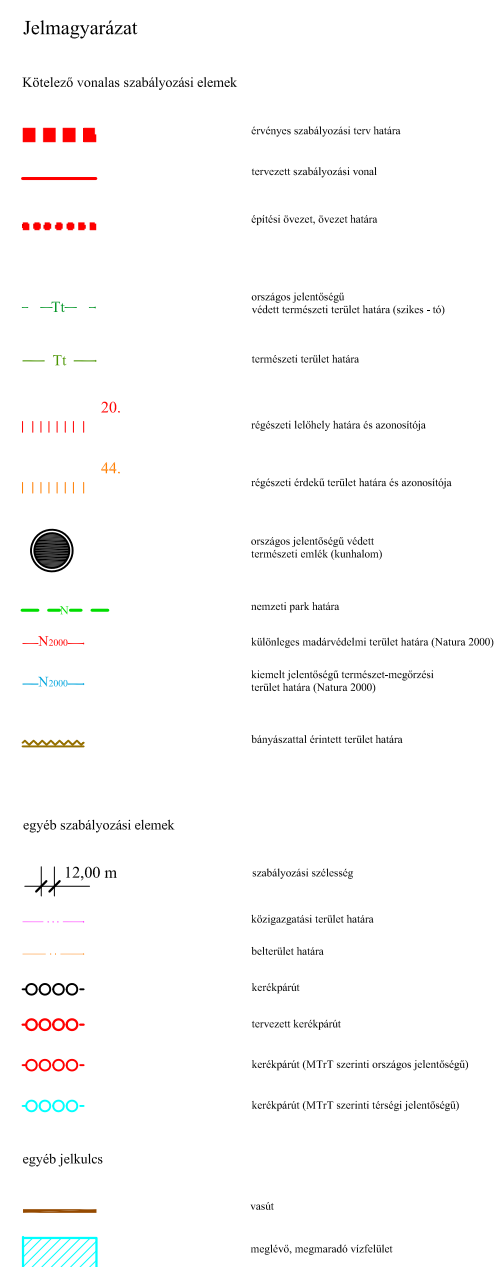 Jelmagyarázat
Kötelező vonalas szabályozási elemek
érvényes szabályozási terv határa
tervezett szabályozási vonal
építési övezet, övezet határa
Tt
országos jelentőségű
védett természeti terület határa (szikes - tó)
Tt
természeti terület határa
20.
régészeti lelőhely határa és azonosítója
44.
régészeti érdekű terület határa és azonosítója
országos jelentőségű védett
természeti emlék (kunhalom)
N
nemzeti park határa
N2000
különleges madárvédelmi terület határa (Natura 2000)
N2000
kiemelt jelentőségű természet-megőrzési
terület határa (Natura 2000)
bányászattal érintett terület határa
egyéb szabályozási elemek
12,00 m
szabályozási szélesség
közigazgatási terület határa
belterület határa
kerékpárút
tervezett kerékpárút
kerékpárút (MTrT szerinti országos jelentőségű)
kerékpárút (MTrT szerinti térségi jelentőségű)
egyéb jelkulcs
vasút
meglévő, megmaradó vízfelület